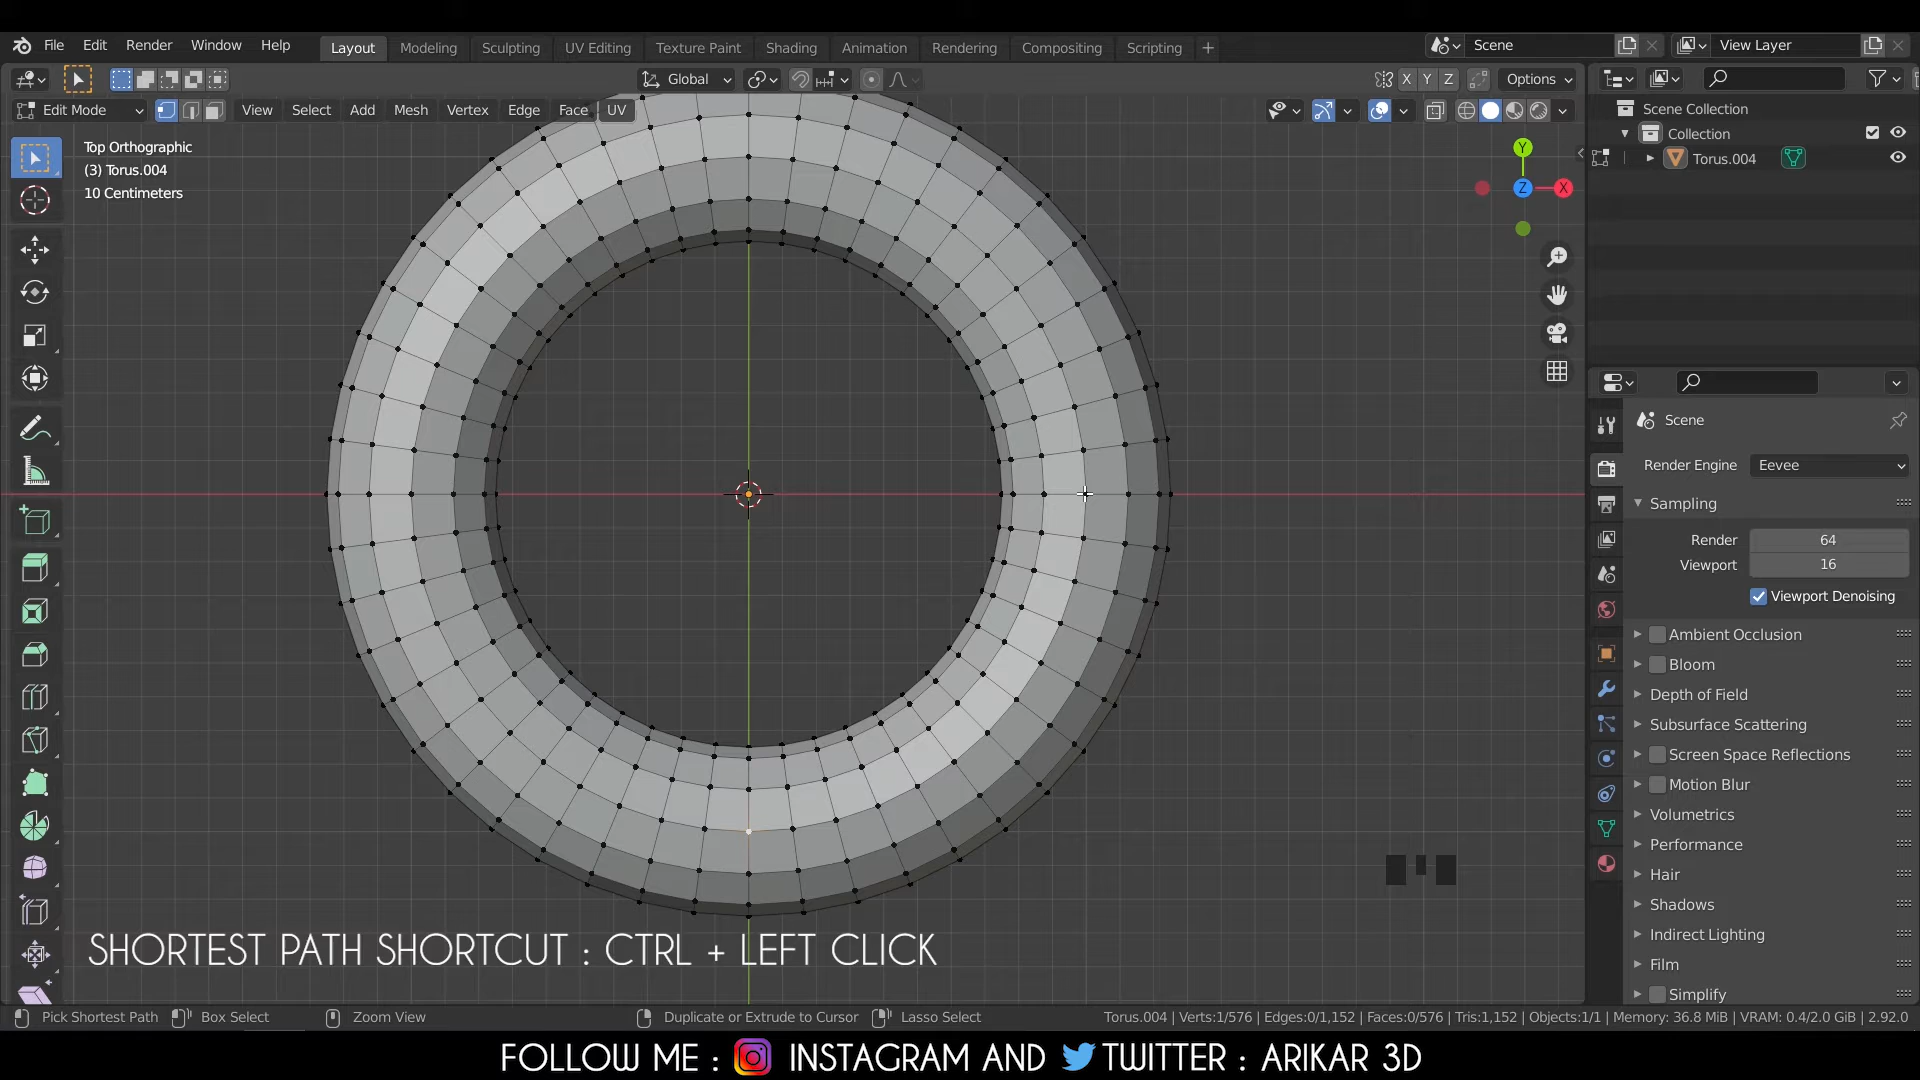 File Edit Render Window Help Layout Modeling Sculpting UV Editing Texture Paint Shading Animation Rendering Compositing Scripting + Scene View Layer
Global X Y Z Options
Edit Mode View Select Add Mesh Vertex Edge Face UV
Scene Collection
Collection
Torus.004
Top Orthographic
(3) Torus.004
10 Centimeters
Y
Z
X
Scene
Render Engine Eevee
Sampling
Render 64
Viewport 16
Viewport Denoising
Ambient Occlusion
Bloom
Depth of Field
Subsurface Scattering
Screen Space Reflections
Motion Blur
Volumetrics
Performance
Hair
Shadows
Indirect Lighting
Film
Simplify
SHORTEST PATH SHORTCUT : CTRL + LEFT CLICK
Pick Shortest Path Box Select Zoom View Duplicate or Extrude to Cursor Lasso Select Torus.004 | Verts:1/576 | Edges:0/1,152 | Faces:0/576 | Tris:1,152 | Objects:1/1 | Memory: 36.8 MiB | VRAM: 0.4/2.0 GiB | 2.92.0
FOLLOW ME : INSTAGRAM AND TWITTER : ARIKAR 3D